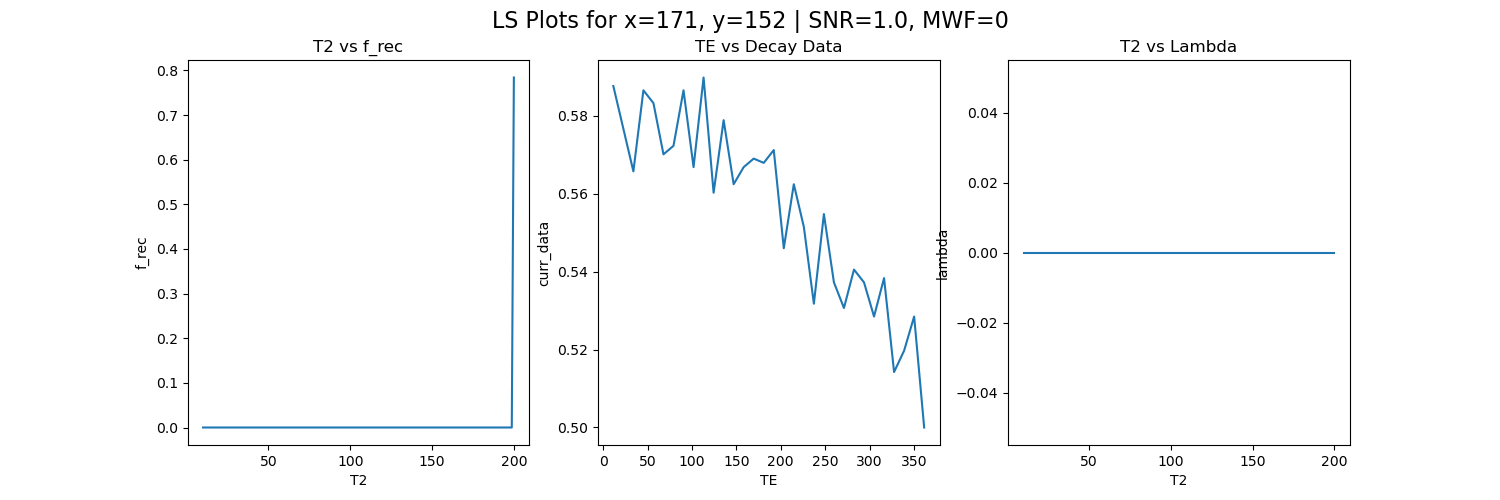 LS Plots for x=171, y=152 | SNR=1.0, MWF=0
T2 vs f_rec
0.8
0.7
0.6
0.5
0.4
0.3
0.2
0.1
0.0
f_rec
50 100 150 200
T2
TE vs Decay Data
0.58
0.56
0.54
0.52
0.50
curr_data
0 50 100 150 200 250 300 350
TE
T2 vs Lambda
0.04
0.02
0.00
−0.02
−0.04
lambda
50 100 150 200
T2